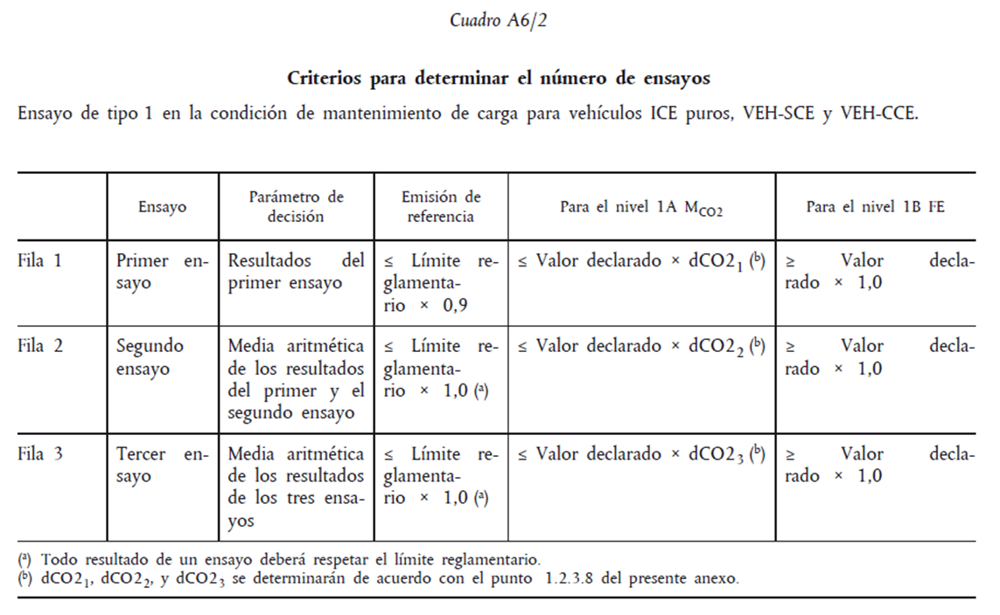 Cuadro A6/2
Criterios para determinar el número de ensayos
Ensayo de tipo 1 en la condición de mantenimiento de carga para vehículos ICE puros, VEH-SCE y VEH-CCE.
Ensayo
Parámetro de
decisión
Emisión de
referencia
Para el nivel 1A MCO2
Para el nivel 1B FE
Fila 1
Primer en-
sayo
Resultados del
primer ensayo
≤ Límite re-
glamenta-
rio × 0,9
≤ Valor declarado × dCO2₁ (ᵇ)
≥ Valor decla-
rado × 1,0
Fila 2
Segundo
ensayo
Media aritmética
de los resultados
del primer y el
segundo ensayo
≤ Límite re-
glamenta-
rio × 1,0 (ᵃ)
≤ Valor declarado × dCO2₂ (ᵇ)
≥ Valor decla-
rado × 1,0
Fila 3
Tercer en-
sayo
Media aritmética
de los resultados
de los tres ensa-
yos
≤ Límite re-
glamenta-
rio × 1,0 (ᵃ)
≤ Valor declarado × dCO2₃ (ᵇ)
≥ Valor decla-
rado × 1,0
(ᵃ) Todo resultado de un ensayo deberá respetar el límite reglamentario.
(ᵇ) dCO2₁, dCO2₂, y dCO2₃ se determinarán de acuerdo con el punto 1.2.3.8 del presente anexo.